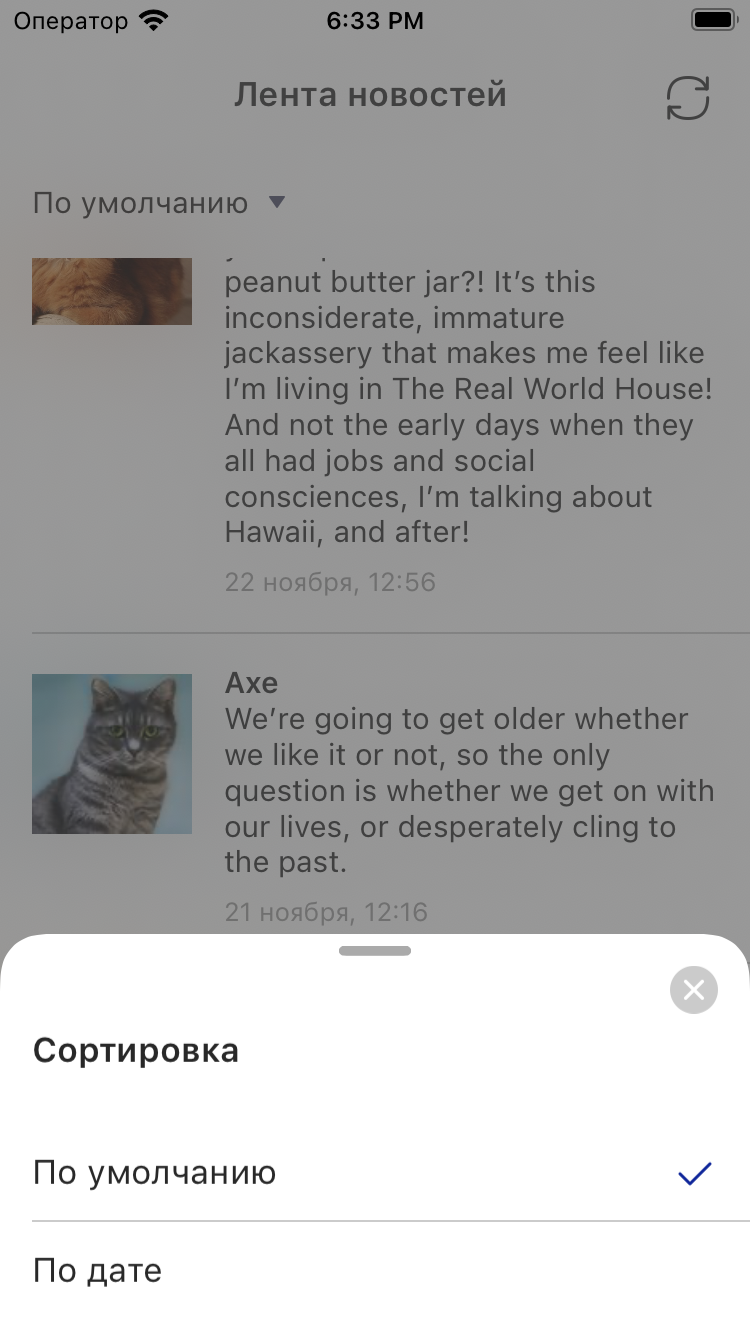 Оператор 6:33 PM
Лента новостей
По умолчанию
peanut butter jar?! It’s this
inconsiderate, immature
jackassery that makes me feel like
I’m living in The Real World House!
And not the early days when they
all had jobs and social
consciences, I’m talking about
Hawaii, and after!
22 ноября, 12:56
Axe
We’re going to get older whether
we like it or not, so the only
question is whether we get on with
our lives, or desperately cling to
the past.
21 ноября, 12:16
Сортировка
По умолчанию
По дате